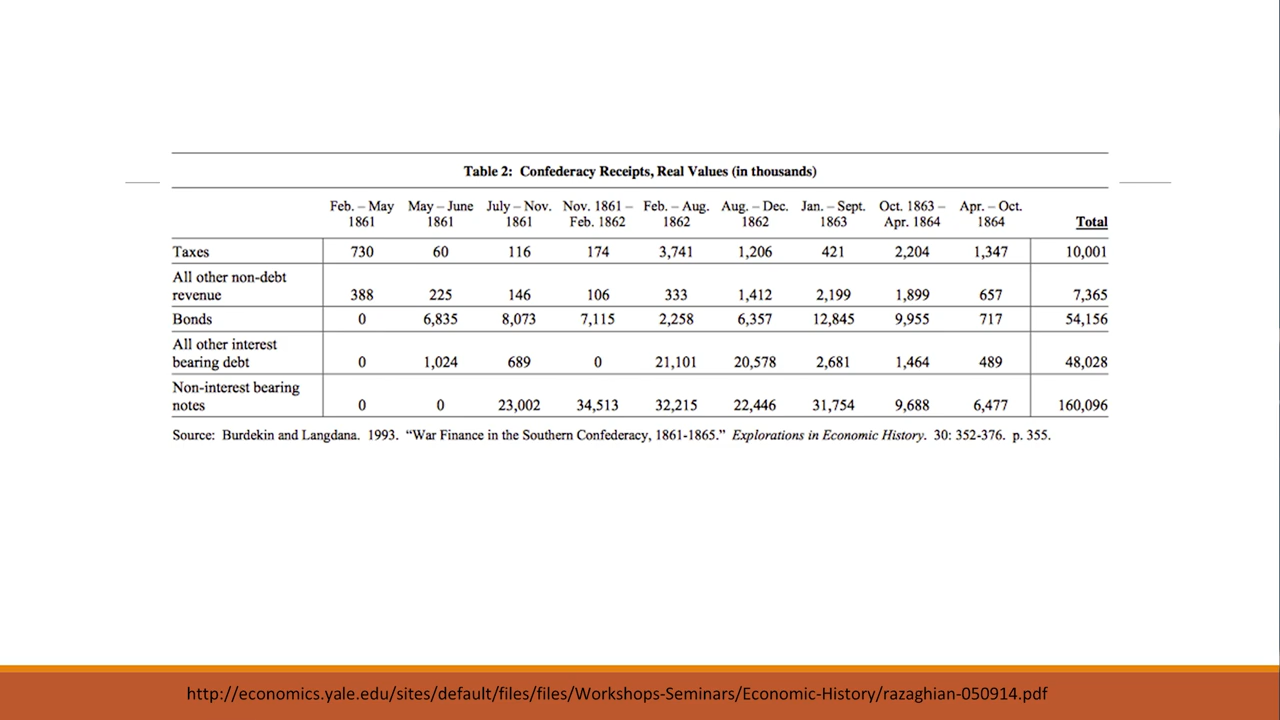 Table 2: Confederacy Receipts, Real Values (in thousands)
Feb. – May May – June July – Nov. Nov. 1861 – Feb. – Aug. Aug. – Dec. Jan. – Sept. Oct. 1863 – Apr. – Oct.
1861 1861 1861 Feb. 1862 1862 1862 1863 Apr. 1864 1864 Total
Taxes 730 60 116 174 3,741 1,206 421 2,204 1,347 10,001
All other non-debt
revenue 388 225 146 106 333 1,412 2,199 1,899 657 7,365
Bonds 0 6,835 8,073 7,115 2,258 6,357 12,845 9,955 717 54,156
All other interest
bearing debt 0 1,024 689 0 21,101 20,578 2,681 1,464 489 48,028
Non-interest bearing
notes 0 0 23,002 34,513 32,215 22,446 31,754 9,688 6,477 160,096
Source: Burdekin and Langdana. 1993. “War Finance in the Southern Confederacy, 1861-1865.” Explorations in Economic History. 30: 352-376. p. 355.
http://economics.yale.edu/sites/default/files/files/Workshops-Seminars/Economic-History/razaghian-050914.pdf